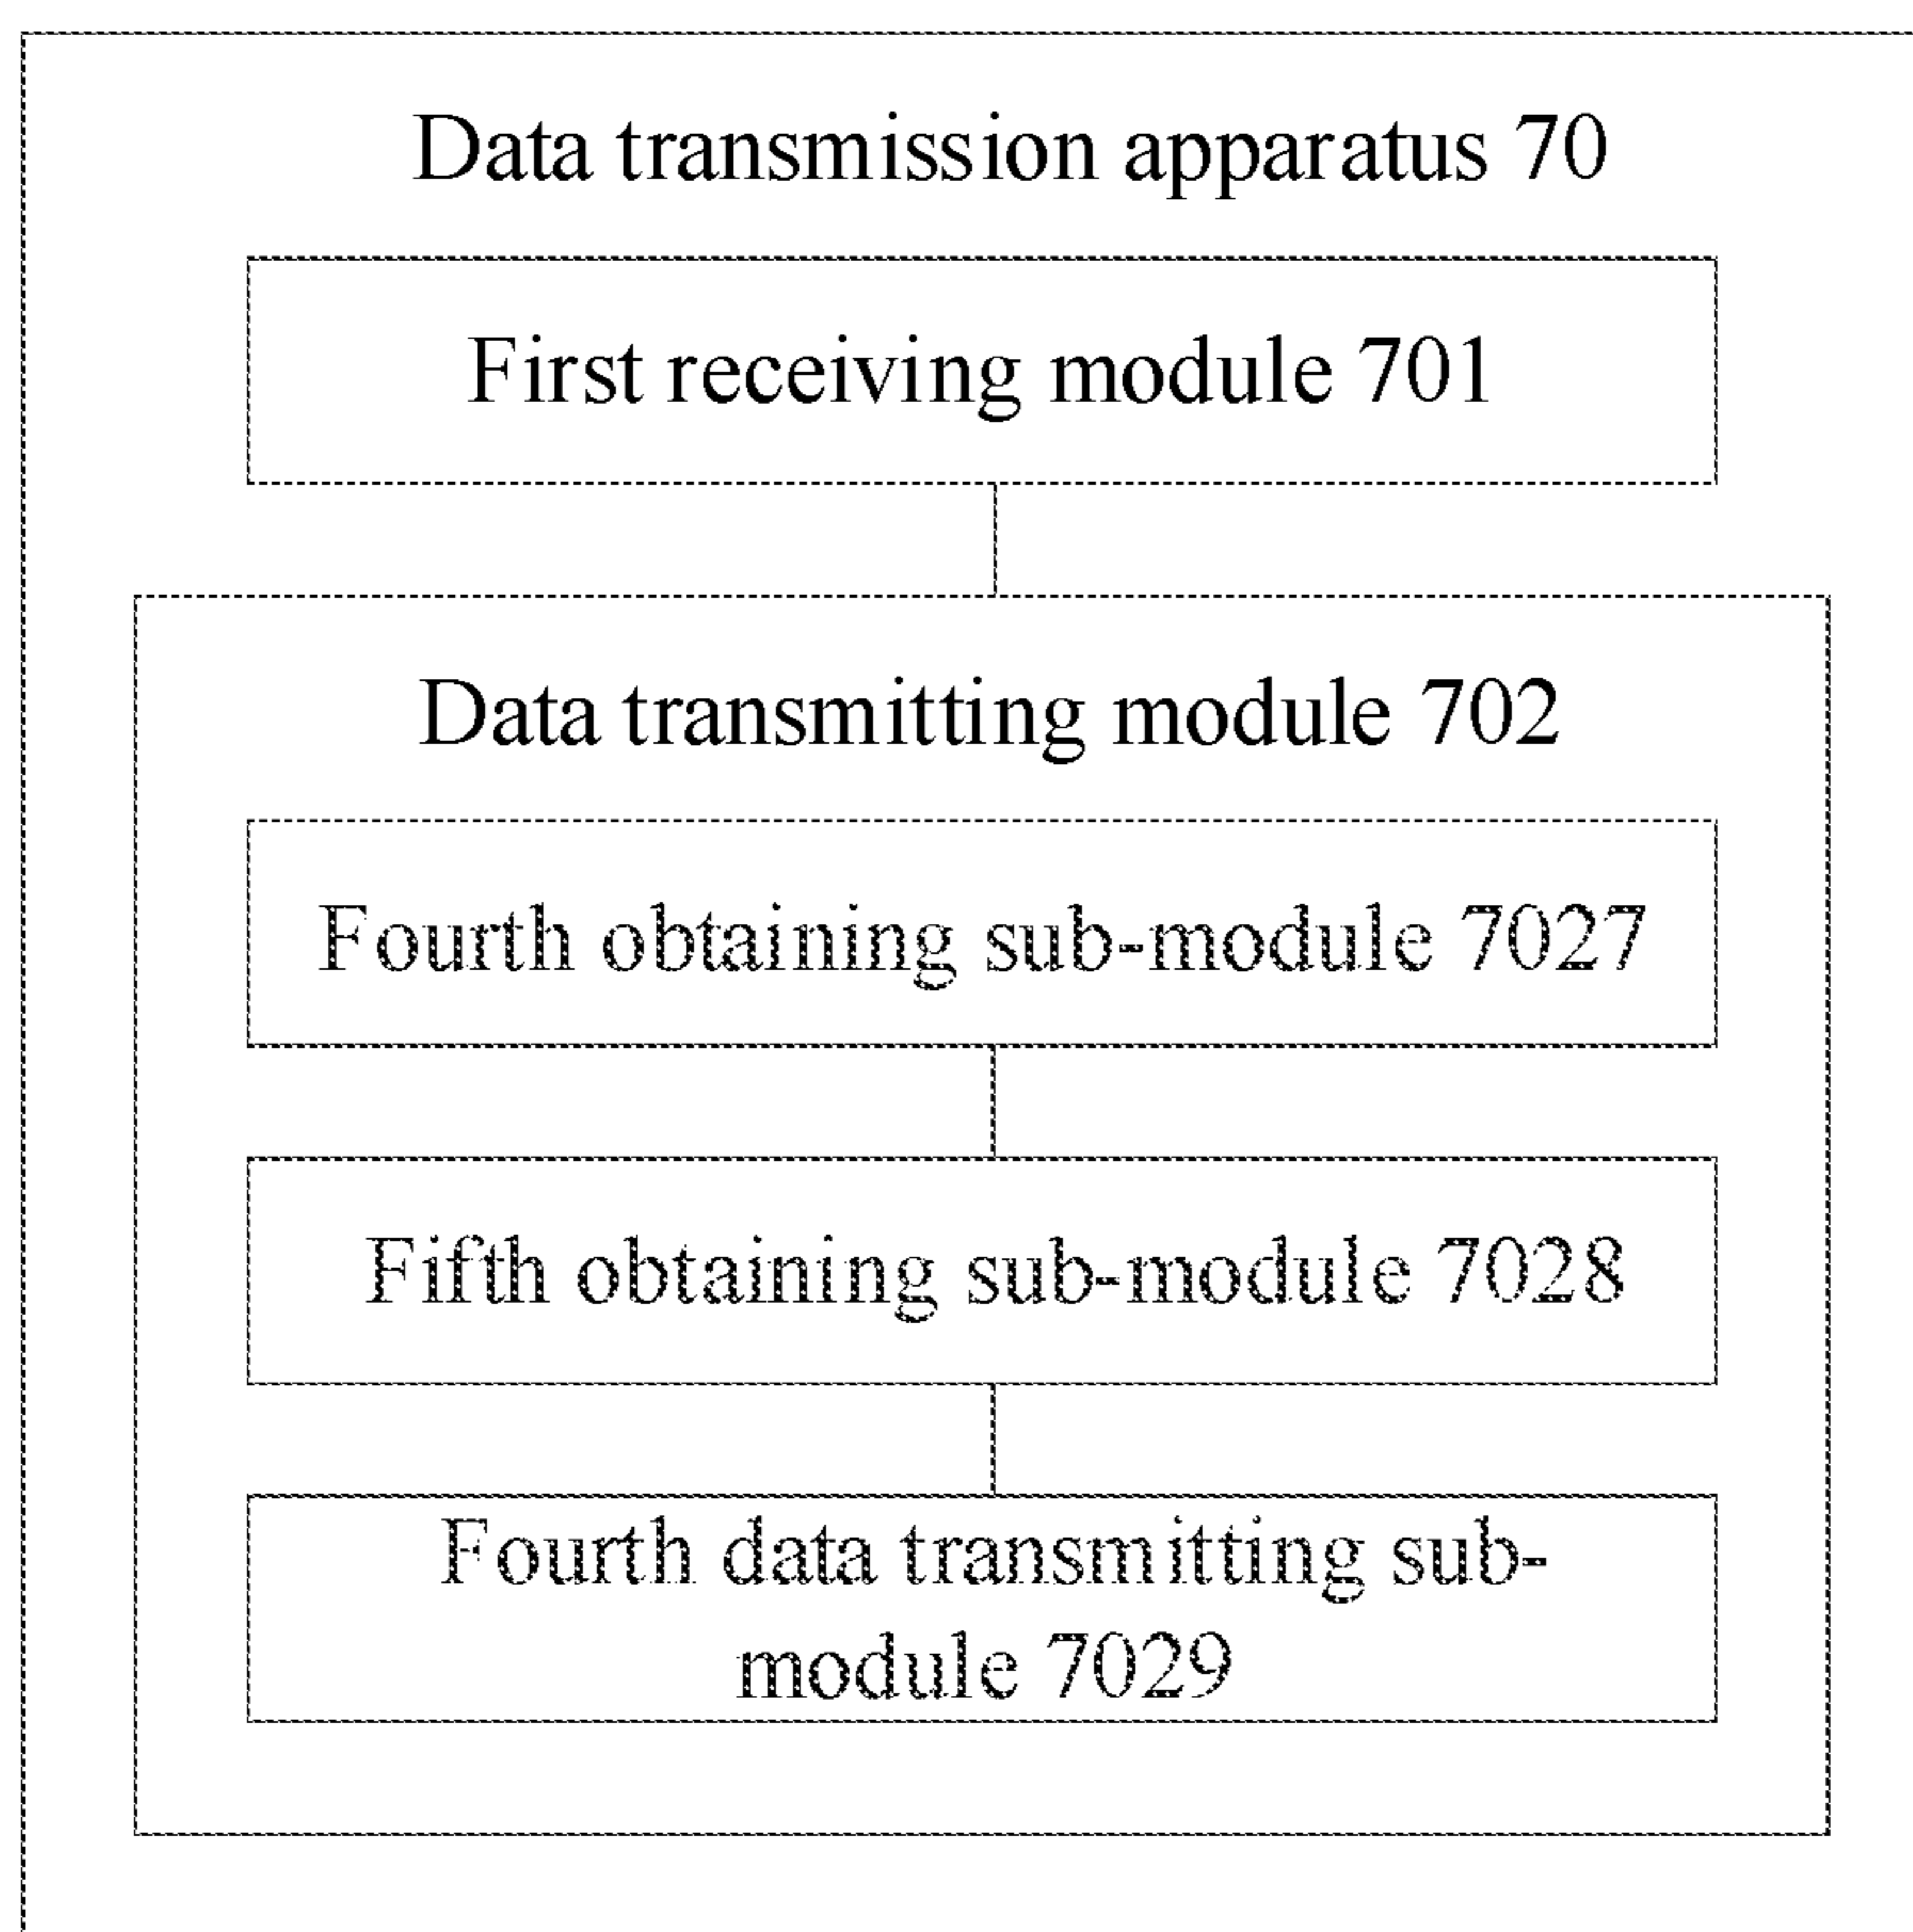 Data transmission apparatus 70
First receiving module 701
Data transmitting module 702
Fourth obtaining sub-module 7027
Fifth obtaining sub-module 7028
Fourth data transmitting sub-
module 7029